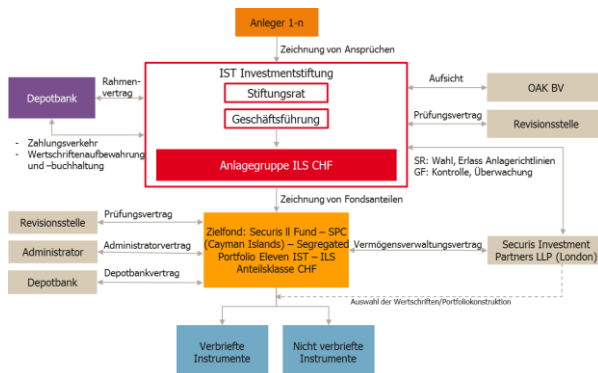 Anleger 1-n
Zeichnung von Ansprüchen
IST Investmentstiftung
Stiftungsrat
Geschäftsführung
Anlagegruppe ILS CHF
Rahmen-
vertrag
Depotbank
- Zahlungsverkehr
- Wertschriftenaufbewahrung
und –buchhaltung
Aufsicht
OAK BV
Prüfungsvertrag
Revisionsstelle
SR: Wahl, Erlass Anlagerichtlinien
GF: Kontrolle, Überwachung
Zeichnung von Fondsanteilen
Revisionsstelle
Prüfungsvertrag
Administrator
Administratorvertrag
Depotbank
Depotbankvertrag
Zielfond: Securis ll Fund – SPC
(Cayman Islands) – Segregated
Portfolio Eleven IST – ILS
Anteilsklasse CHF
Vermögensverwaltungsvertrag
Securis Investment
Partners LLP (London)
Auswahl der Wertschriften/Portfoliokonstruktion
Verbriefte
Instrumente
Nicht verbriefte
Instrumente